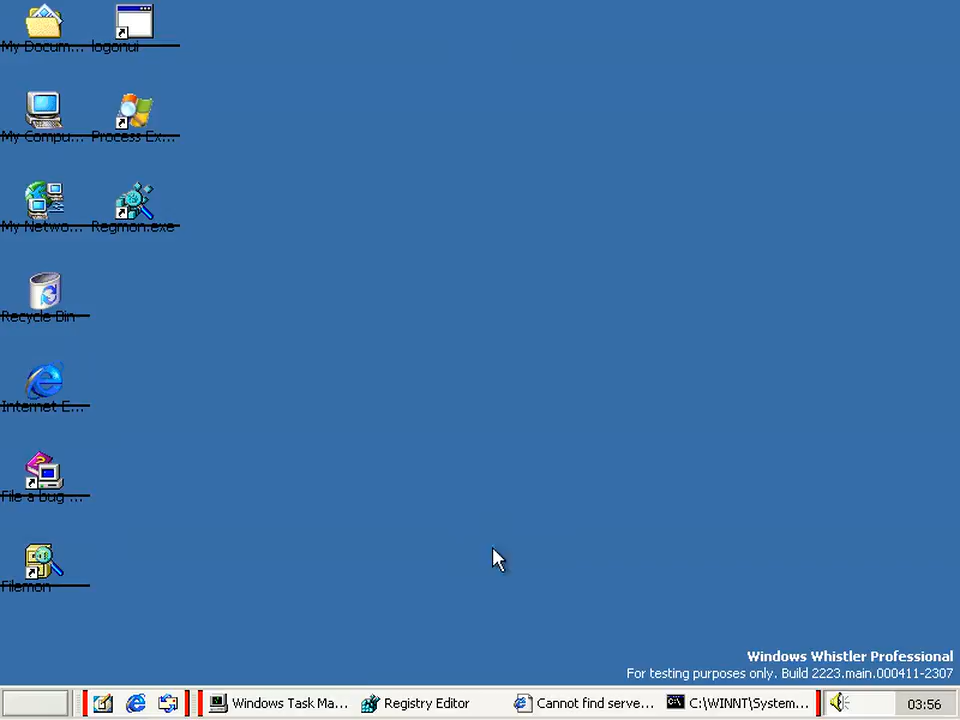 My Docum... logonui
My Compu... Process Ex...
My Netwo... Regmon.exe
Recycle Bin
Internet E...
File a bug ...
Filemon
Windows Whistler Professional
For testing purposes only. Build 2223.main.000411-2307
Windows Task Ma... Registry Editor Cannot find serve... C:\WINNT\System... 03:56